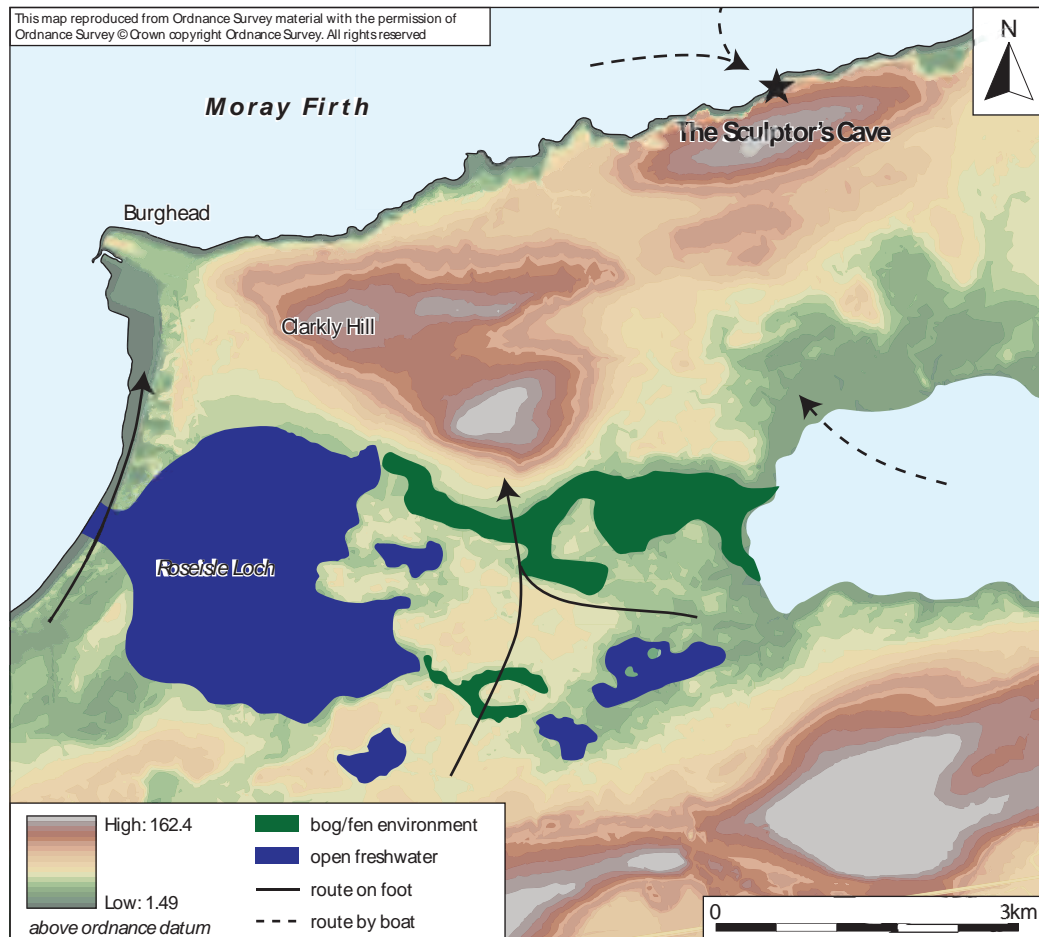 This map reproduced from Ordnance Survey material with the permission of
Ordnance Survey © Crown copyright Ordnance Survey. All rights reserved
N
Moray Firth
The Sculptor's Cave
Burghead
Clarkly Hill
Roseisle Loch
High: 162.4
Low: 1.49
above ordnance datum
bog/fen environment
open freshwater
route on foot
route by boat
0 3km